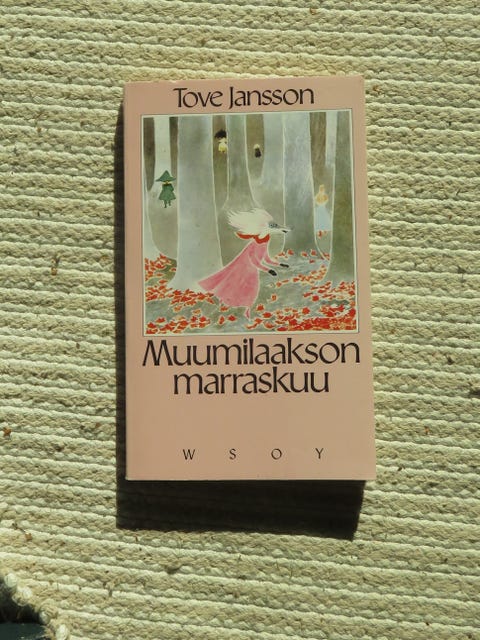 Tove Jansson
Muumilaakson
marraskuu
W S O Y